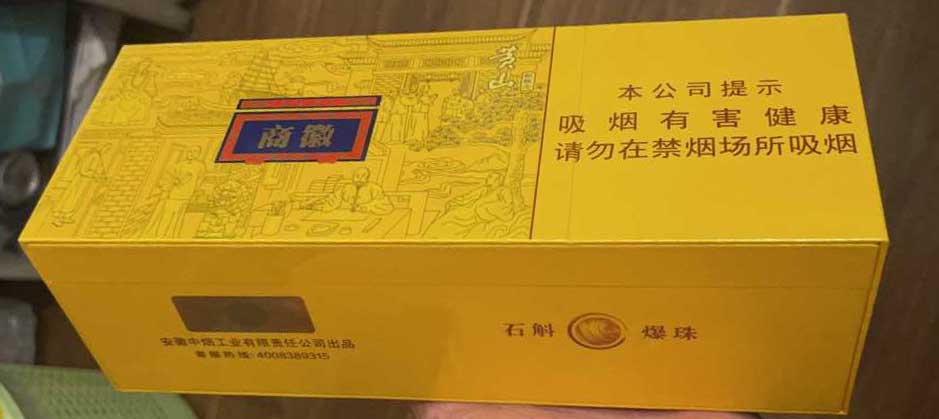 黄山
商徽
本公司提示
吸烟有害健康
请勿在禁烟场所吸烟
石斛 爆珠
安徽中烟工业有限责任公司出品
客服热线:4008389315